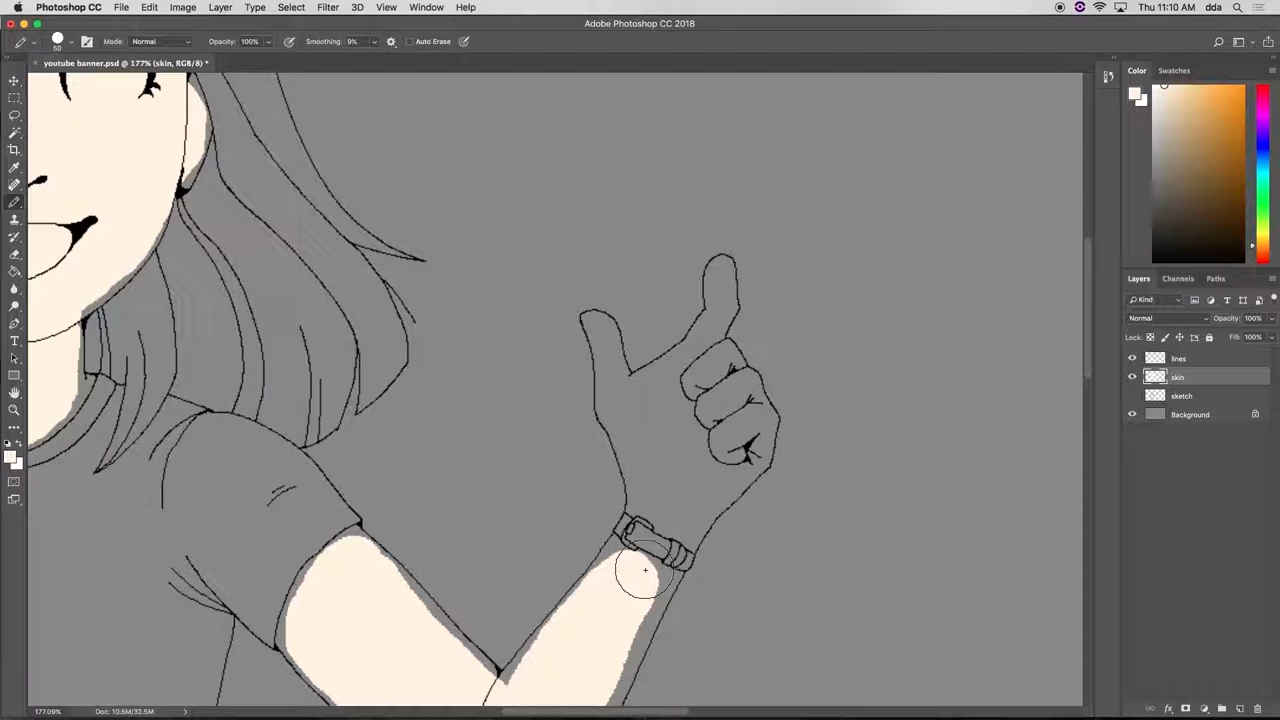 Photoshop CC File Edit Image Layer Type Select Filter 3D View Window Help Thu 11:10 AM dda
Adobe Photoshop CC 2018
50 Mode: Normal Opacity: 100% Smoothing: 9% Auto Erase
× youtube banner.psd @ 177% (skin, RGB/8) *
Color Swatches
Layers Channels Paths
Kind
Normal Opacity: 100%
Lock: Fill: 100%
lines
skin
sketch
Background
177.09% Doc: 10.5M/32.5M